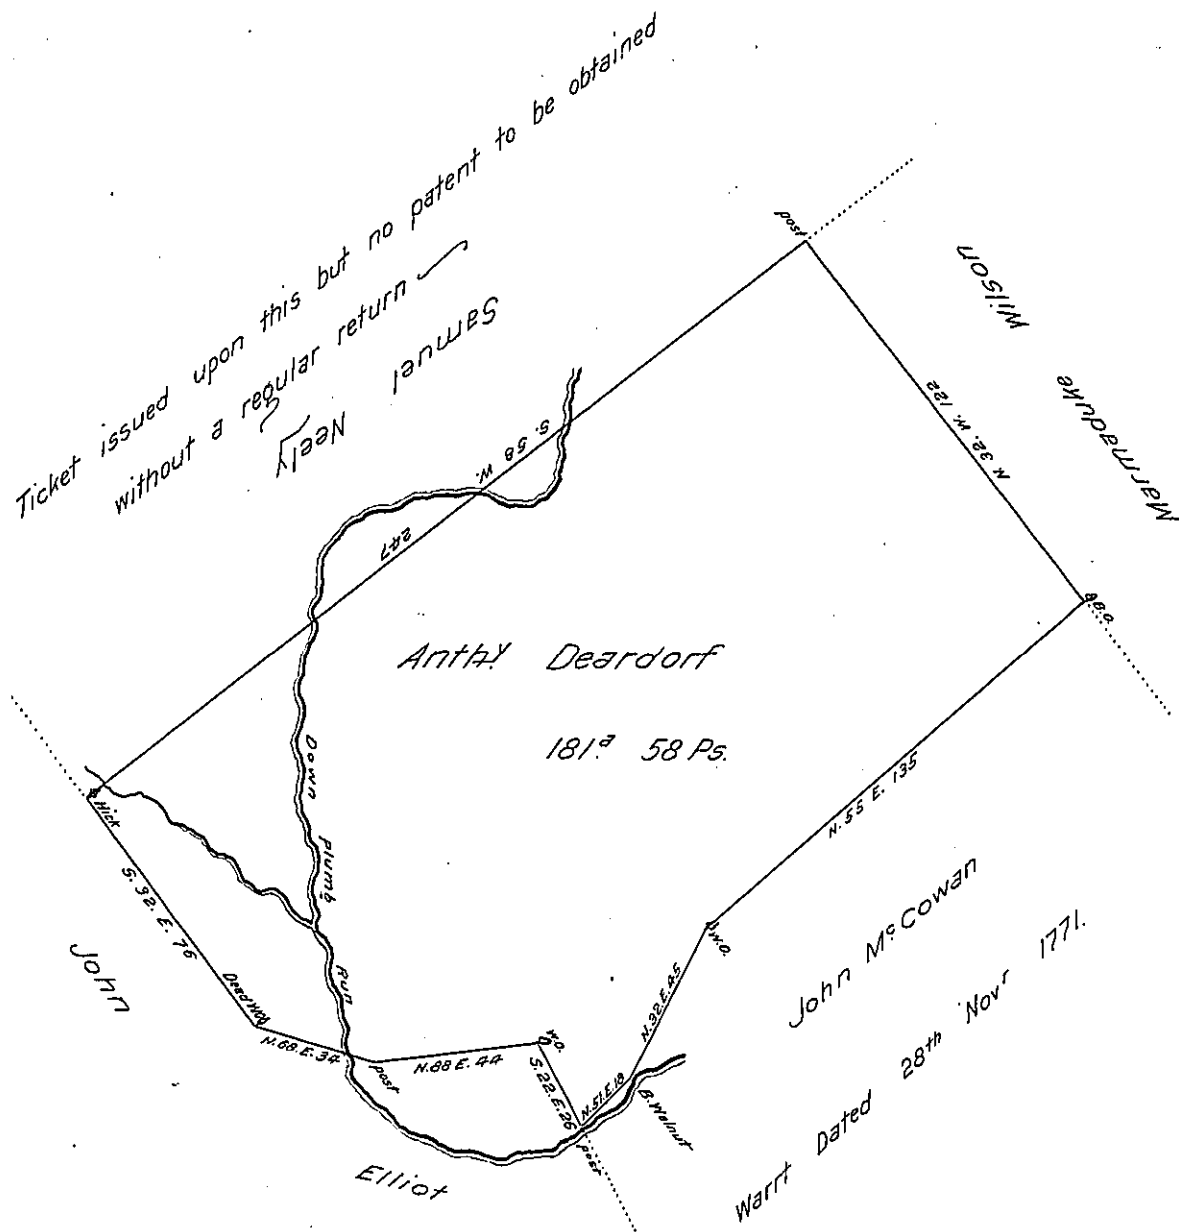 Ticket issued upon this but no patent to be obtained
without a regular return
Samuel
Neely
post
Wilson
Marmaduke
S. 58 W.
247
N 32. W. 122
B.O.
Anthy Deardorf
181a 58 Ps.
Down
plumb
Run
Hick
S. 32. E. 76
N. 55 E. 135
W.O.
John
Dead W.O.
N. 68. E. 34
post
N. 88 E. 44
W.O.
S. 22. E. 26
N. 51. E. 18
N. 32. E. 45
B. Walnut
post
Elliot
John McCowan
Warrt Dated 28th Novr 1771.